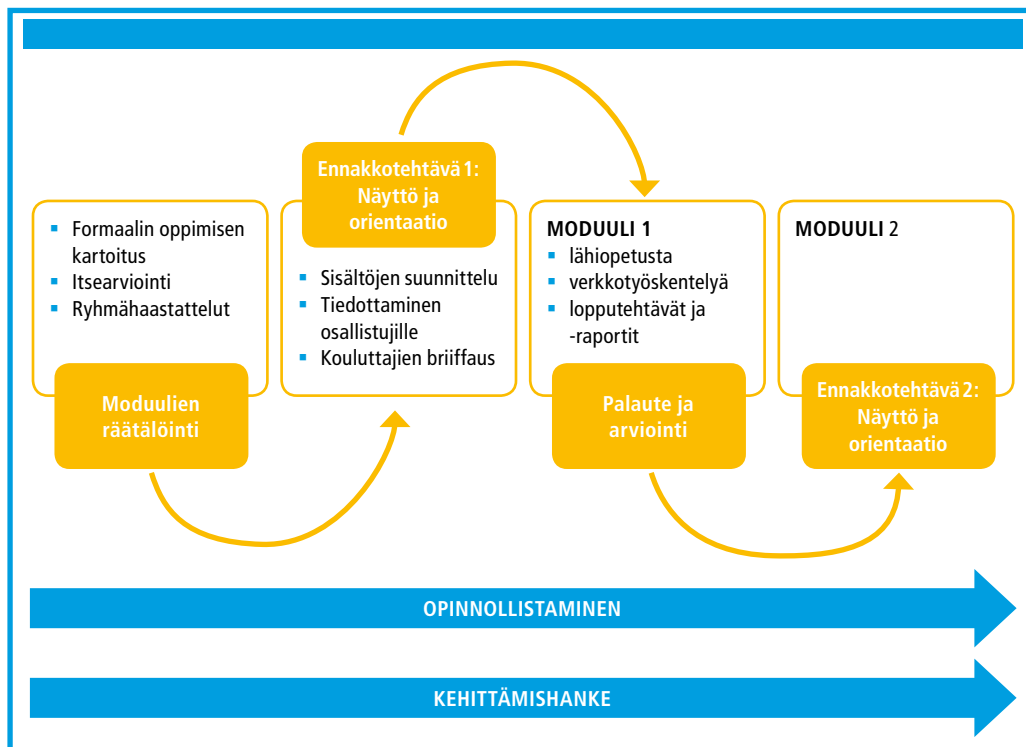 ▪ Formaalin oppimisen
kartoitus
▪ Itsearviointi
▪ Ryhmähaastattelut
Moduulien
räätälöinti
Ennakkotehtävä 1:
Näyttö ja
orientaatio
▪ Sisältöjen suunnittelu
▪ Tiedottaminen
osallistujille
▪ Kouluttajien briiffaus
MODUULI 1
▪ lähiopetusta
▪ verkkotyöskentelyä
▪ lopputehtävät ja
-raportit
Palaute ja
arviointi
MODUULI 2
Ennakkotehtävä 2:
Näyttö ja
orientaatio
OPINNOLLISTAMINEN
KEHITTÄMISHANKE